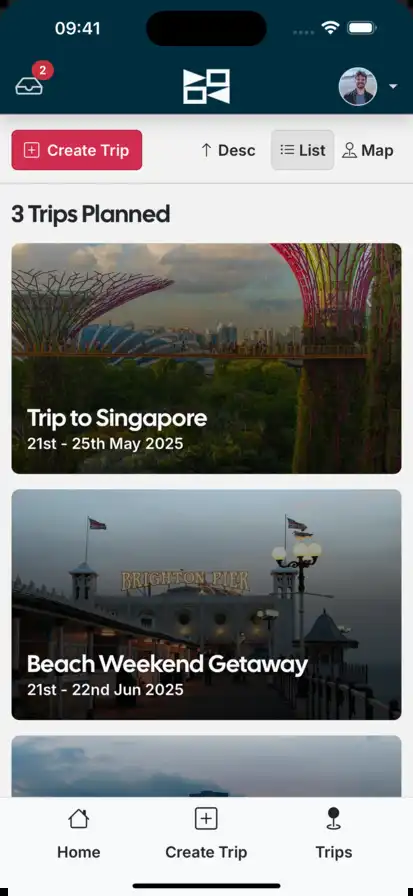 09:41
2
Create Trip
Desc
List
Map
3 Trips Planned
Trip to Singapore
21st - 25th May 2025
BRIGHTON PIER
Beach Weekend Getaway
21st - 22nd Jun 2025
Home
Create Trip
Trips